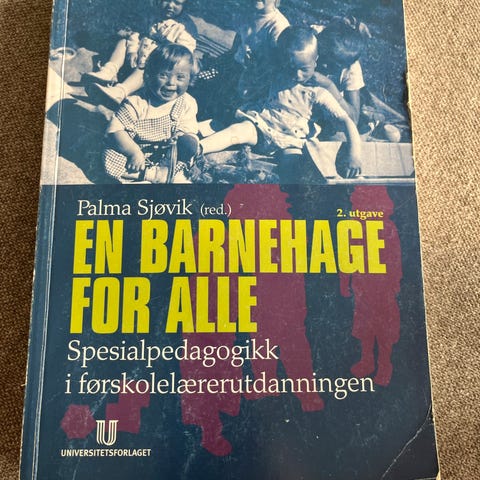 Palma Sjøvik (red.)
2. utgave
EN BARNEHAGE
FOR ALLE
Spesialpedagogikk
i førskolelærerutdanningen
UNIVERSITETSFORLAGET